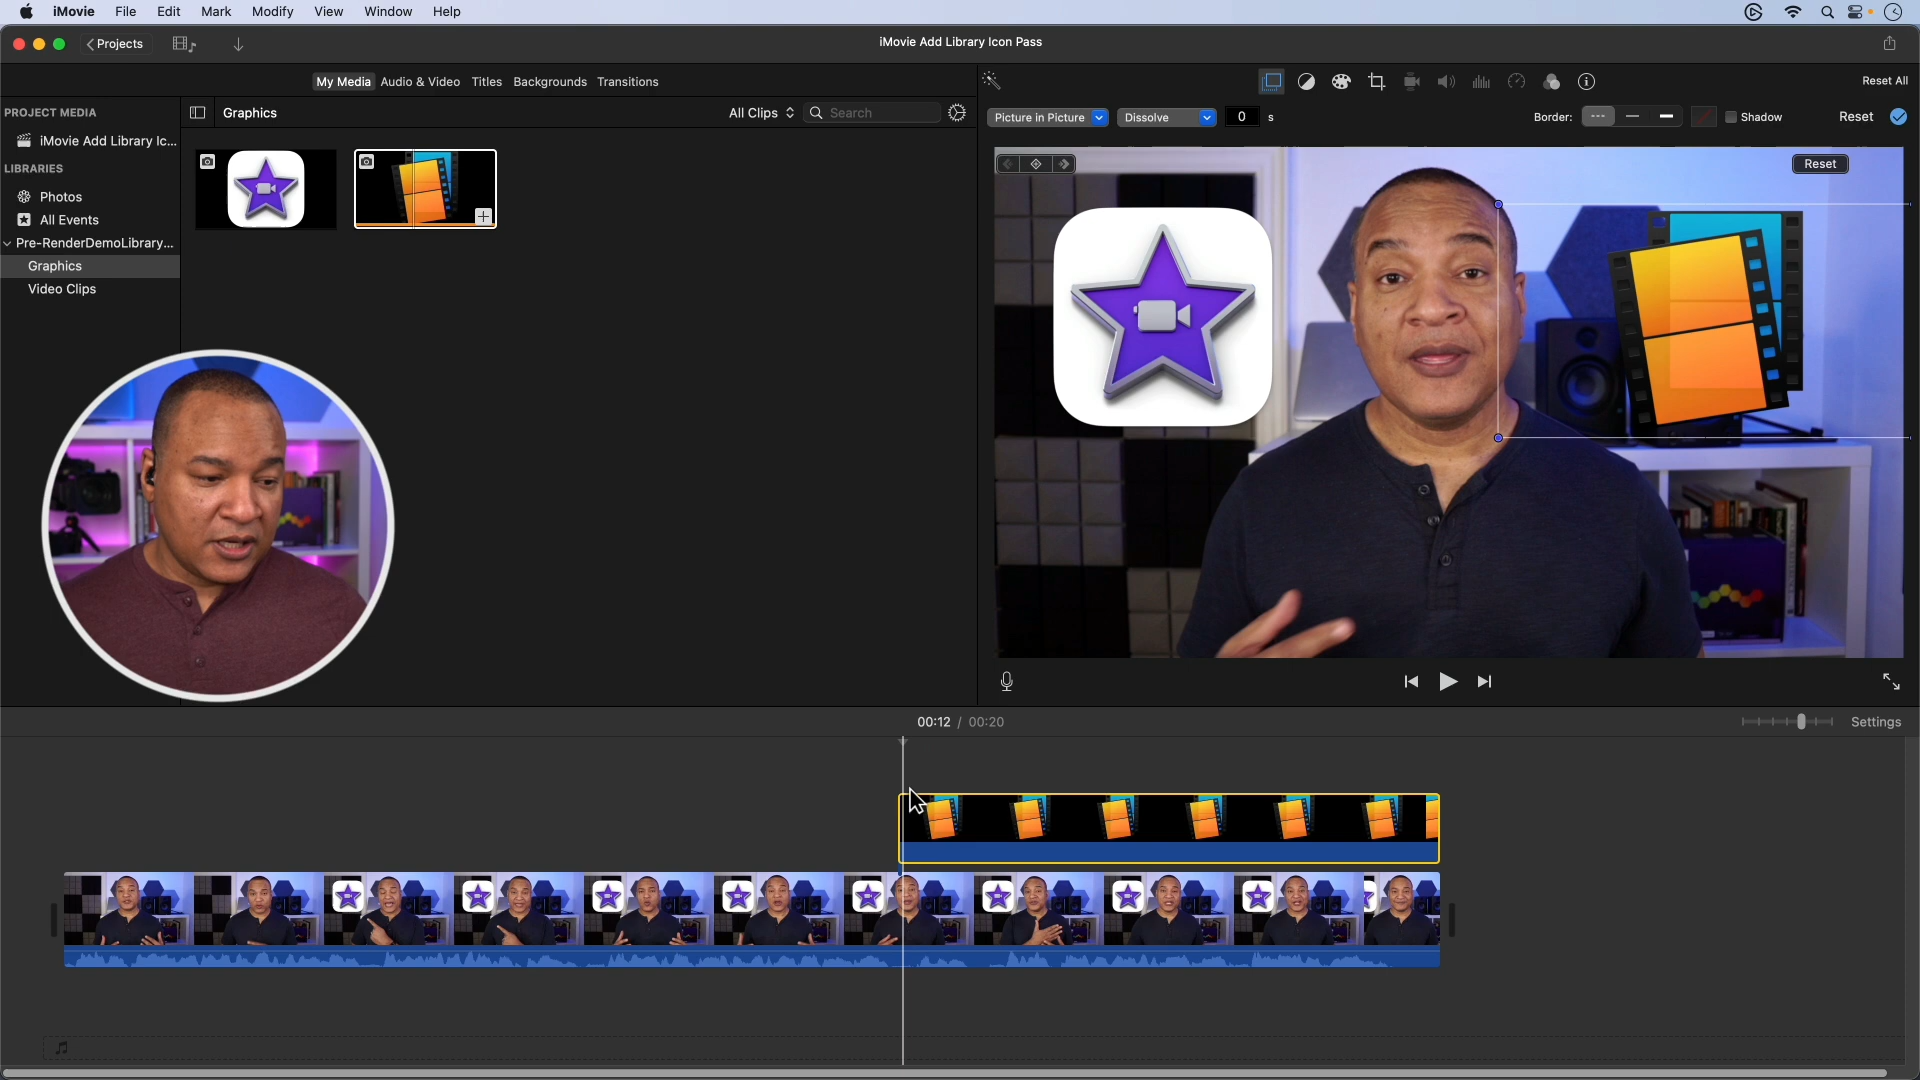 iMovie File Edit Mark Modify View Window Help
Projects
iMovie Add Library Icon Pass
My Media Audio & Video Titles Backgrounds Transitions
Reset All
PROJECT MEDIA
Graphics
All Clips
Search
Picture in Picture
Dissolve
0 s
Border:
Shadow
Reset
iMovie Add Library Ic...
LIBRARIES
Photos
All Events
Pre-RenderDemoLibrary...
Graphics
Video Clips
Reset
00:12 / 00:20
Settings